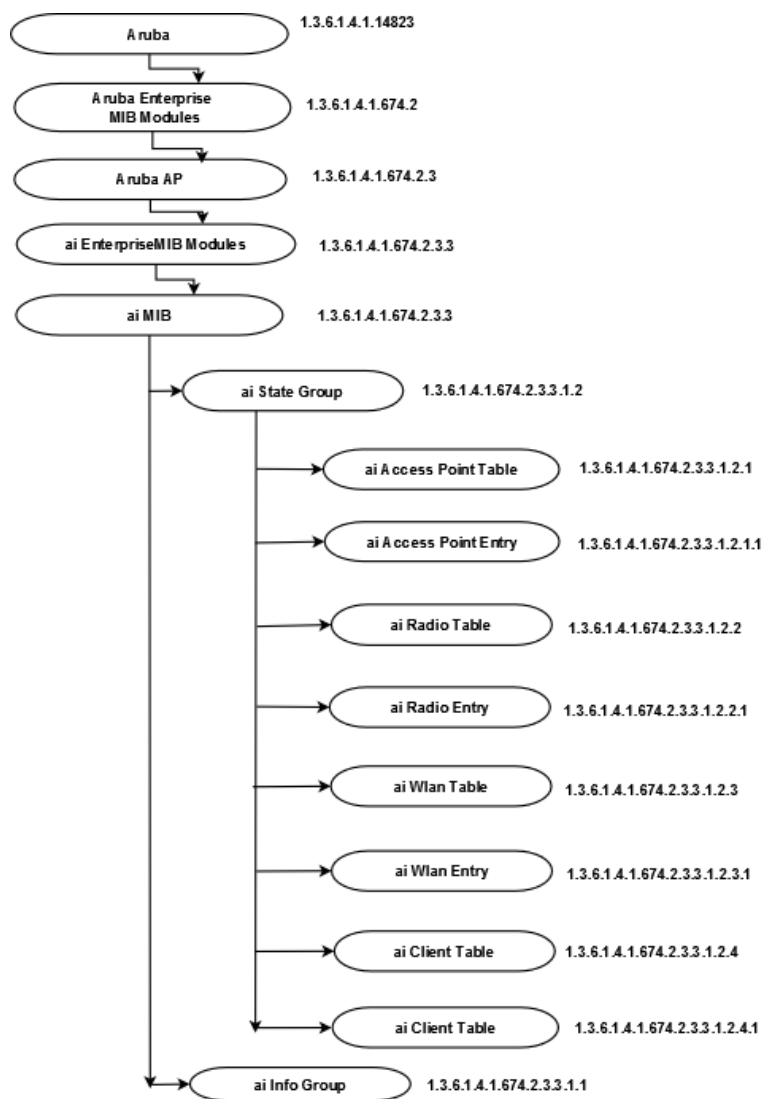 Aruba
1.3.6.1.4.1.14823
Aruba Enterprise
MIB Modules
1.3.6.1.4.1.674.2
Aruba AP
1.3.6.1.4.1.674.2.3
ai EnterpriseMIB Modules
1.3.6.1.4.1.674.2.3.3
ai MIB
1.3.6.1.4.1.674.2.3.3
ai State Group
1.3.6.1.4.1.674.2.3.3.1.2
ai Access Point Table
1.3.6.1.4.1.674.2.3.3.1.2.1
ai Access Point Entry
1.3.6.1.4.1.674.2.3.3.1.2.1.1
ai Radio Table
1.3.6.1.4.1.674.2.3.3.1.2.2
ai Radio Entry
1.3.6.1.4.1.674.2.3.3.1.2.2.1
ai Wlan Table
1.3.6.1.4.1.674.2.3.3.1.2.3
ai Wlan Entry
1.3.6.1.4.1.674.2.3.3.1.2.3.1
ai Client Table
1.3.6.1.4.1.674.2.3.3.1.2.4
ai Client Table
1.3.6.1.4.1.674.2.3.3.1.2.4.1
ai Info Group
1.3.6.1.4.1.674.2.3.3.1.1